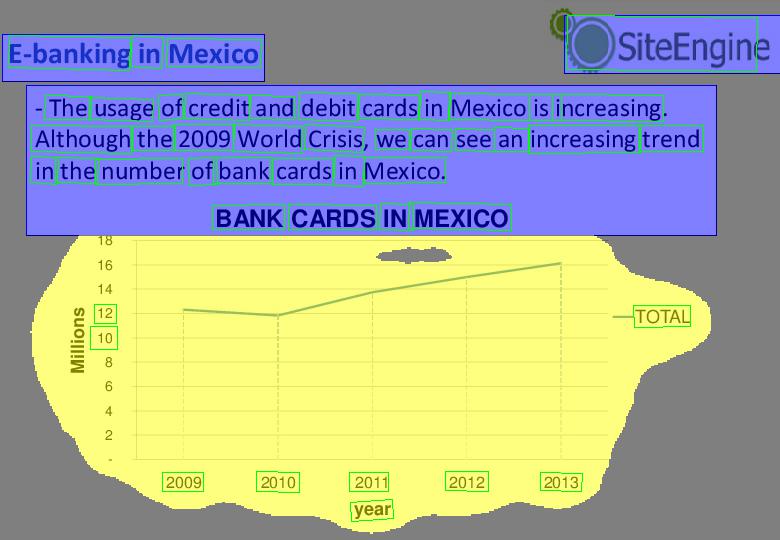 SiteEngine
E-banking in Mexico
- The usage of credit and debit cards in Mexico is increasing.
Although the 2009 World Crisis, we can see an increasing trend
in the number of bank cards in Mexico.
BANK CARDS IN MEXICO
18
16
14
12
10
8
6
4
2
-
Millions
TOTAL
2009 2010 2011 2012 2013
year